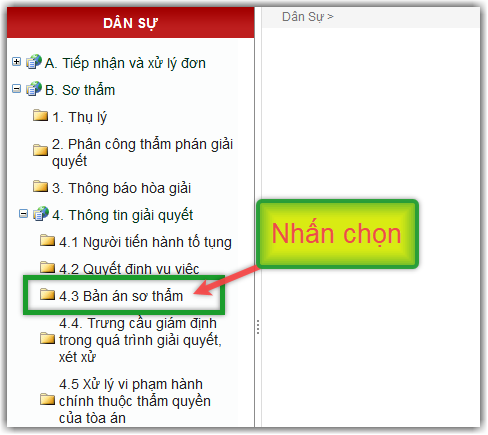 DÂN SỰ
Dân Sự >
A. Tiếp nhận và xử lý đơn
B. Sơ thẩm
1. Thụ lý
2. Phân công thẩm phán giải
quyết
3. Thông báo hòa giải
4. Thông tin giải quyết
4.1 Người tiến hành tố tụng
4.2 Quyết định vụ việc
4.3 Bản án sơ thẩm
4.4. Trưng cầu giám định
trong quá trình giải quyết,
xét xử
4.5 Xử lý vi phạm hành
chính thuộc thẩm quyền
của tòa án
Nhấn chọn